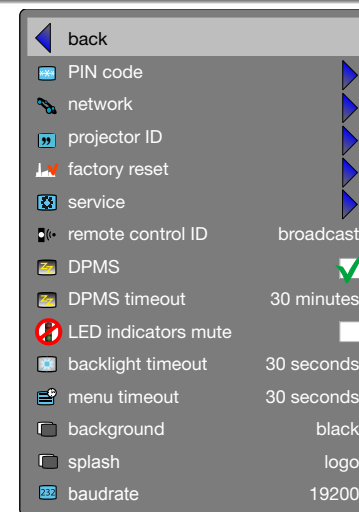 back
PIN code
network
projector ID
factory reset
service
remote control ID broadcast
DPMS
DPMS timeout 30 minutes
LED indicators mute
backlight timeout 30 seconds
menu timeout 30 seconds
background black
splash logo
232 baudrate 19200